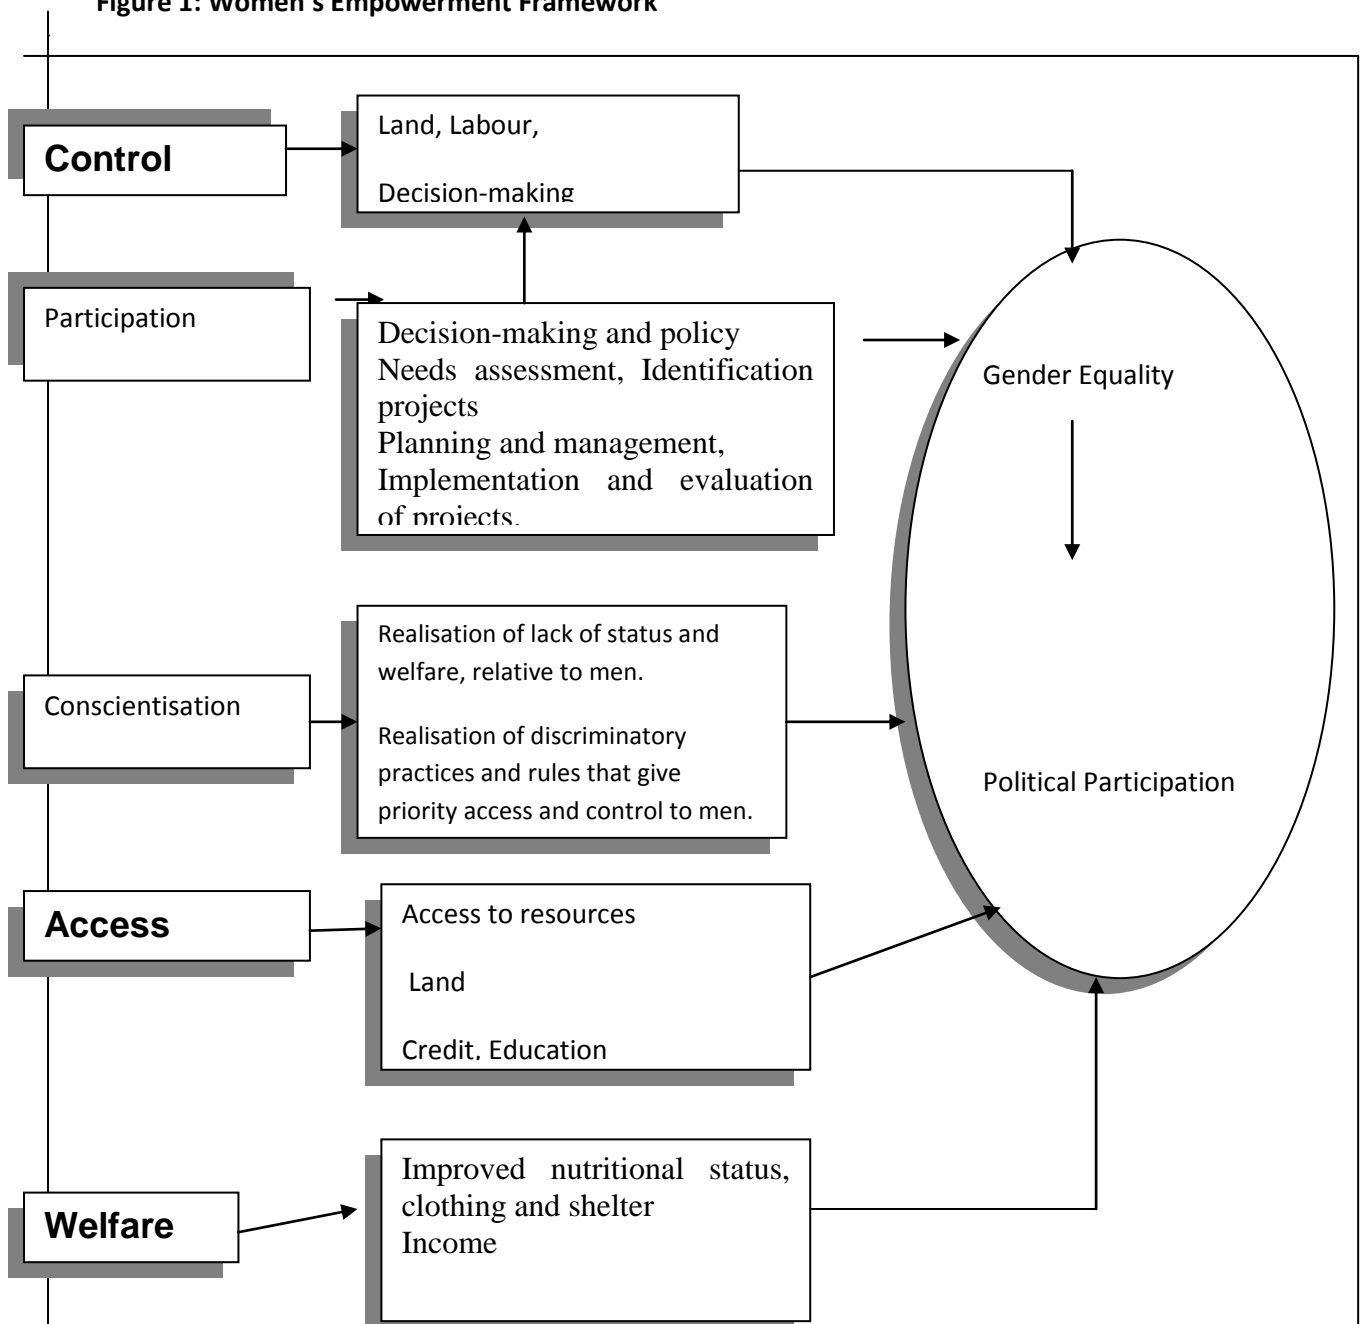 Figure 1: Women's Empowerment Framework
Control
Land, Labour,
Decision-making
Participation
Decision-making and policy
Needs assessment, Identification
projects
Planning and management,
Implementation and evaluation
of projects.
Gender Equality
Conscientisation
Realisation of lack of status and
welfare, relative to men.
Realisation of discriminatory
practices and rules that give
priority access and control to men.
Political Participation
Access
Access to resources
Land
Credit, Education
Welfare
Improved nutritional status,
clothing and shelter
Income